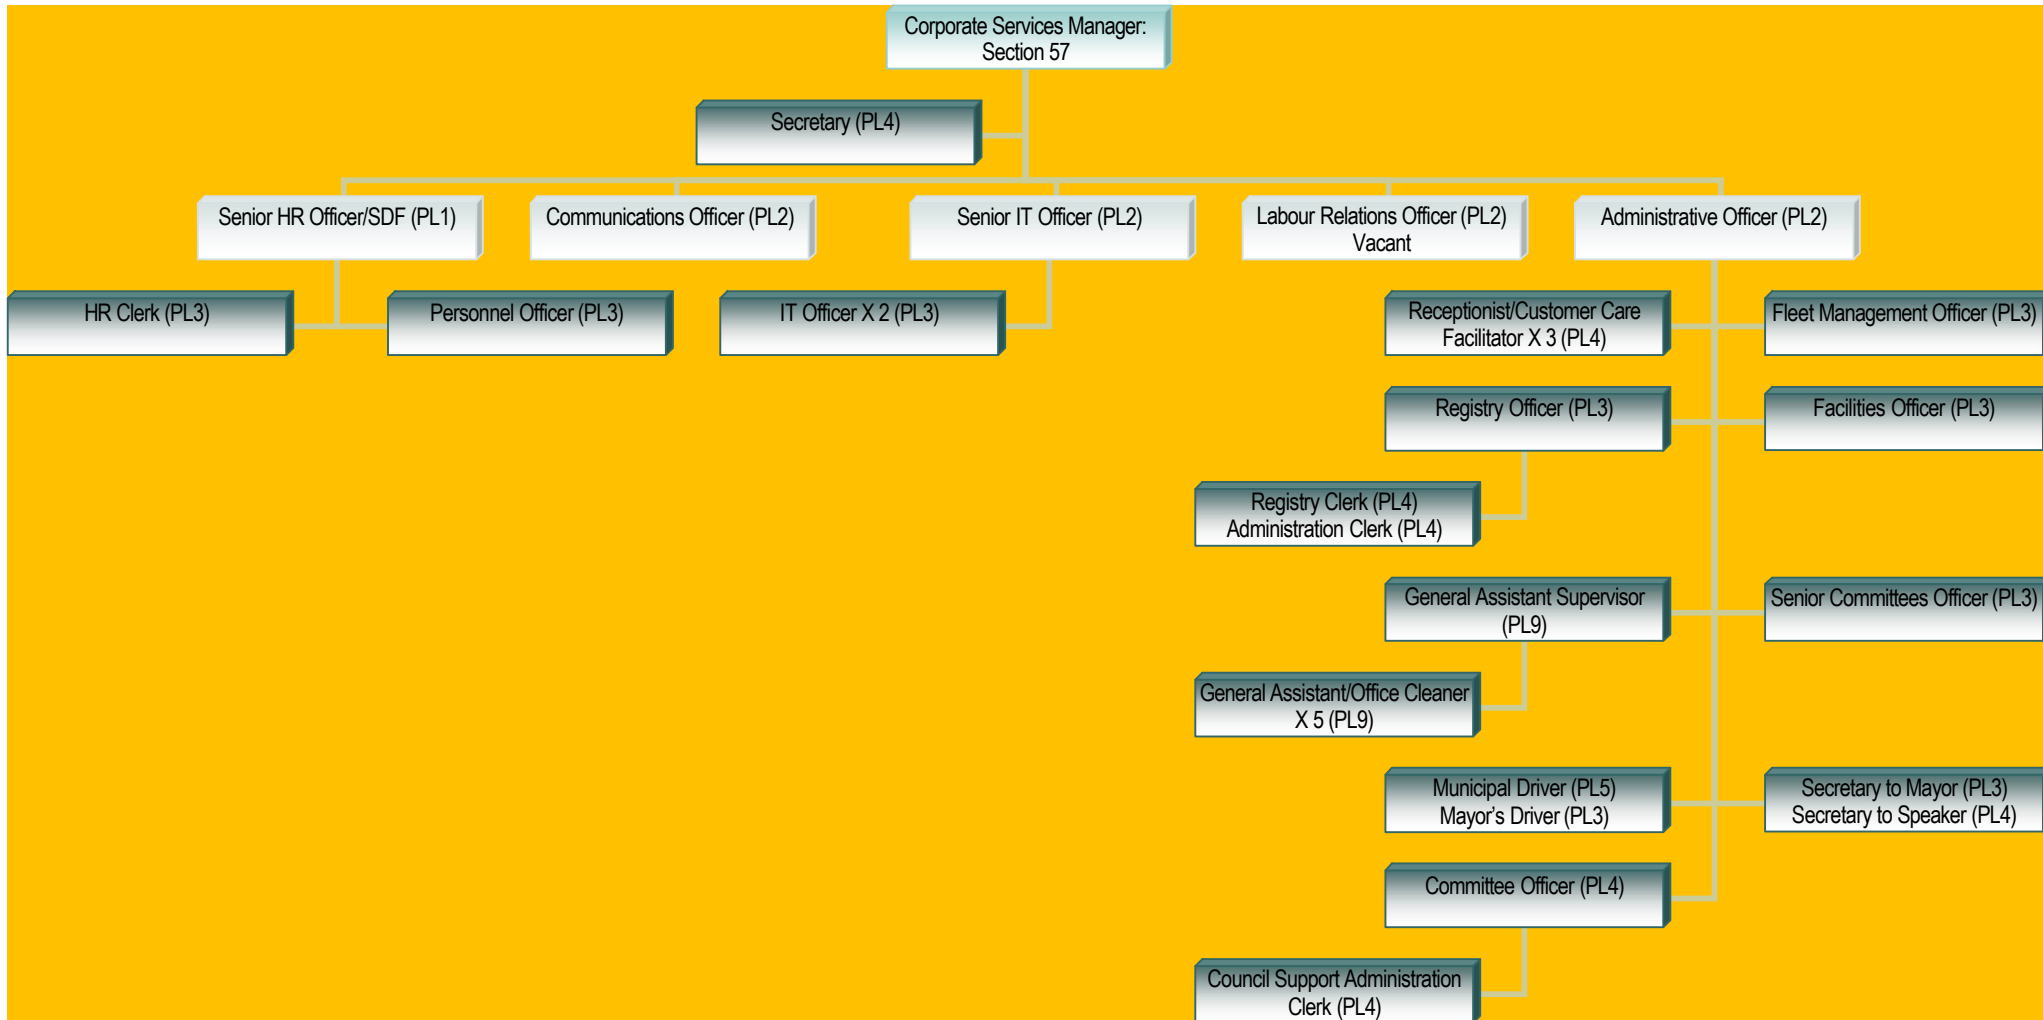 Corporate Services Manager:
Section 57
Secretary (PL4)
Senior HR Officer/SDF (PL1)
Communications Officer (PL2)
Senior IT Officer (PL2)
Labour Relations Officer (PL2)
Vacant
Administrative Officer (PL2)
HR Clerk (PL3)
Personnel Officer (PL3)
IT Officer X 2 (PL3)
Receptionist/Customer Care
Facilitator X 3 (PL4)
Fleet Management Officer (PL3)
Registry Officer (PL3)
Facilities Officer (PL3)
Registry Clerk (PL4)
Administration Clerk (PL4)
General Assistant Supervisor
(PL9)
Senior Committees Officer (PL3)
General Assistant/Office Cleaner
X 5 (PL9)
Municipal Driver (PL5)
Mayor’s Driver (PL3)
Secretary to Mayor (PL3)
Secretary to Speaker (PL4)
Committee Officer (PL4)
Council Support Administration
Clerk (PL4)